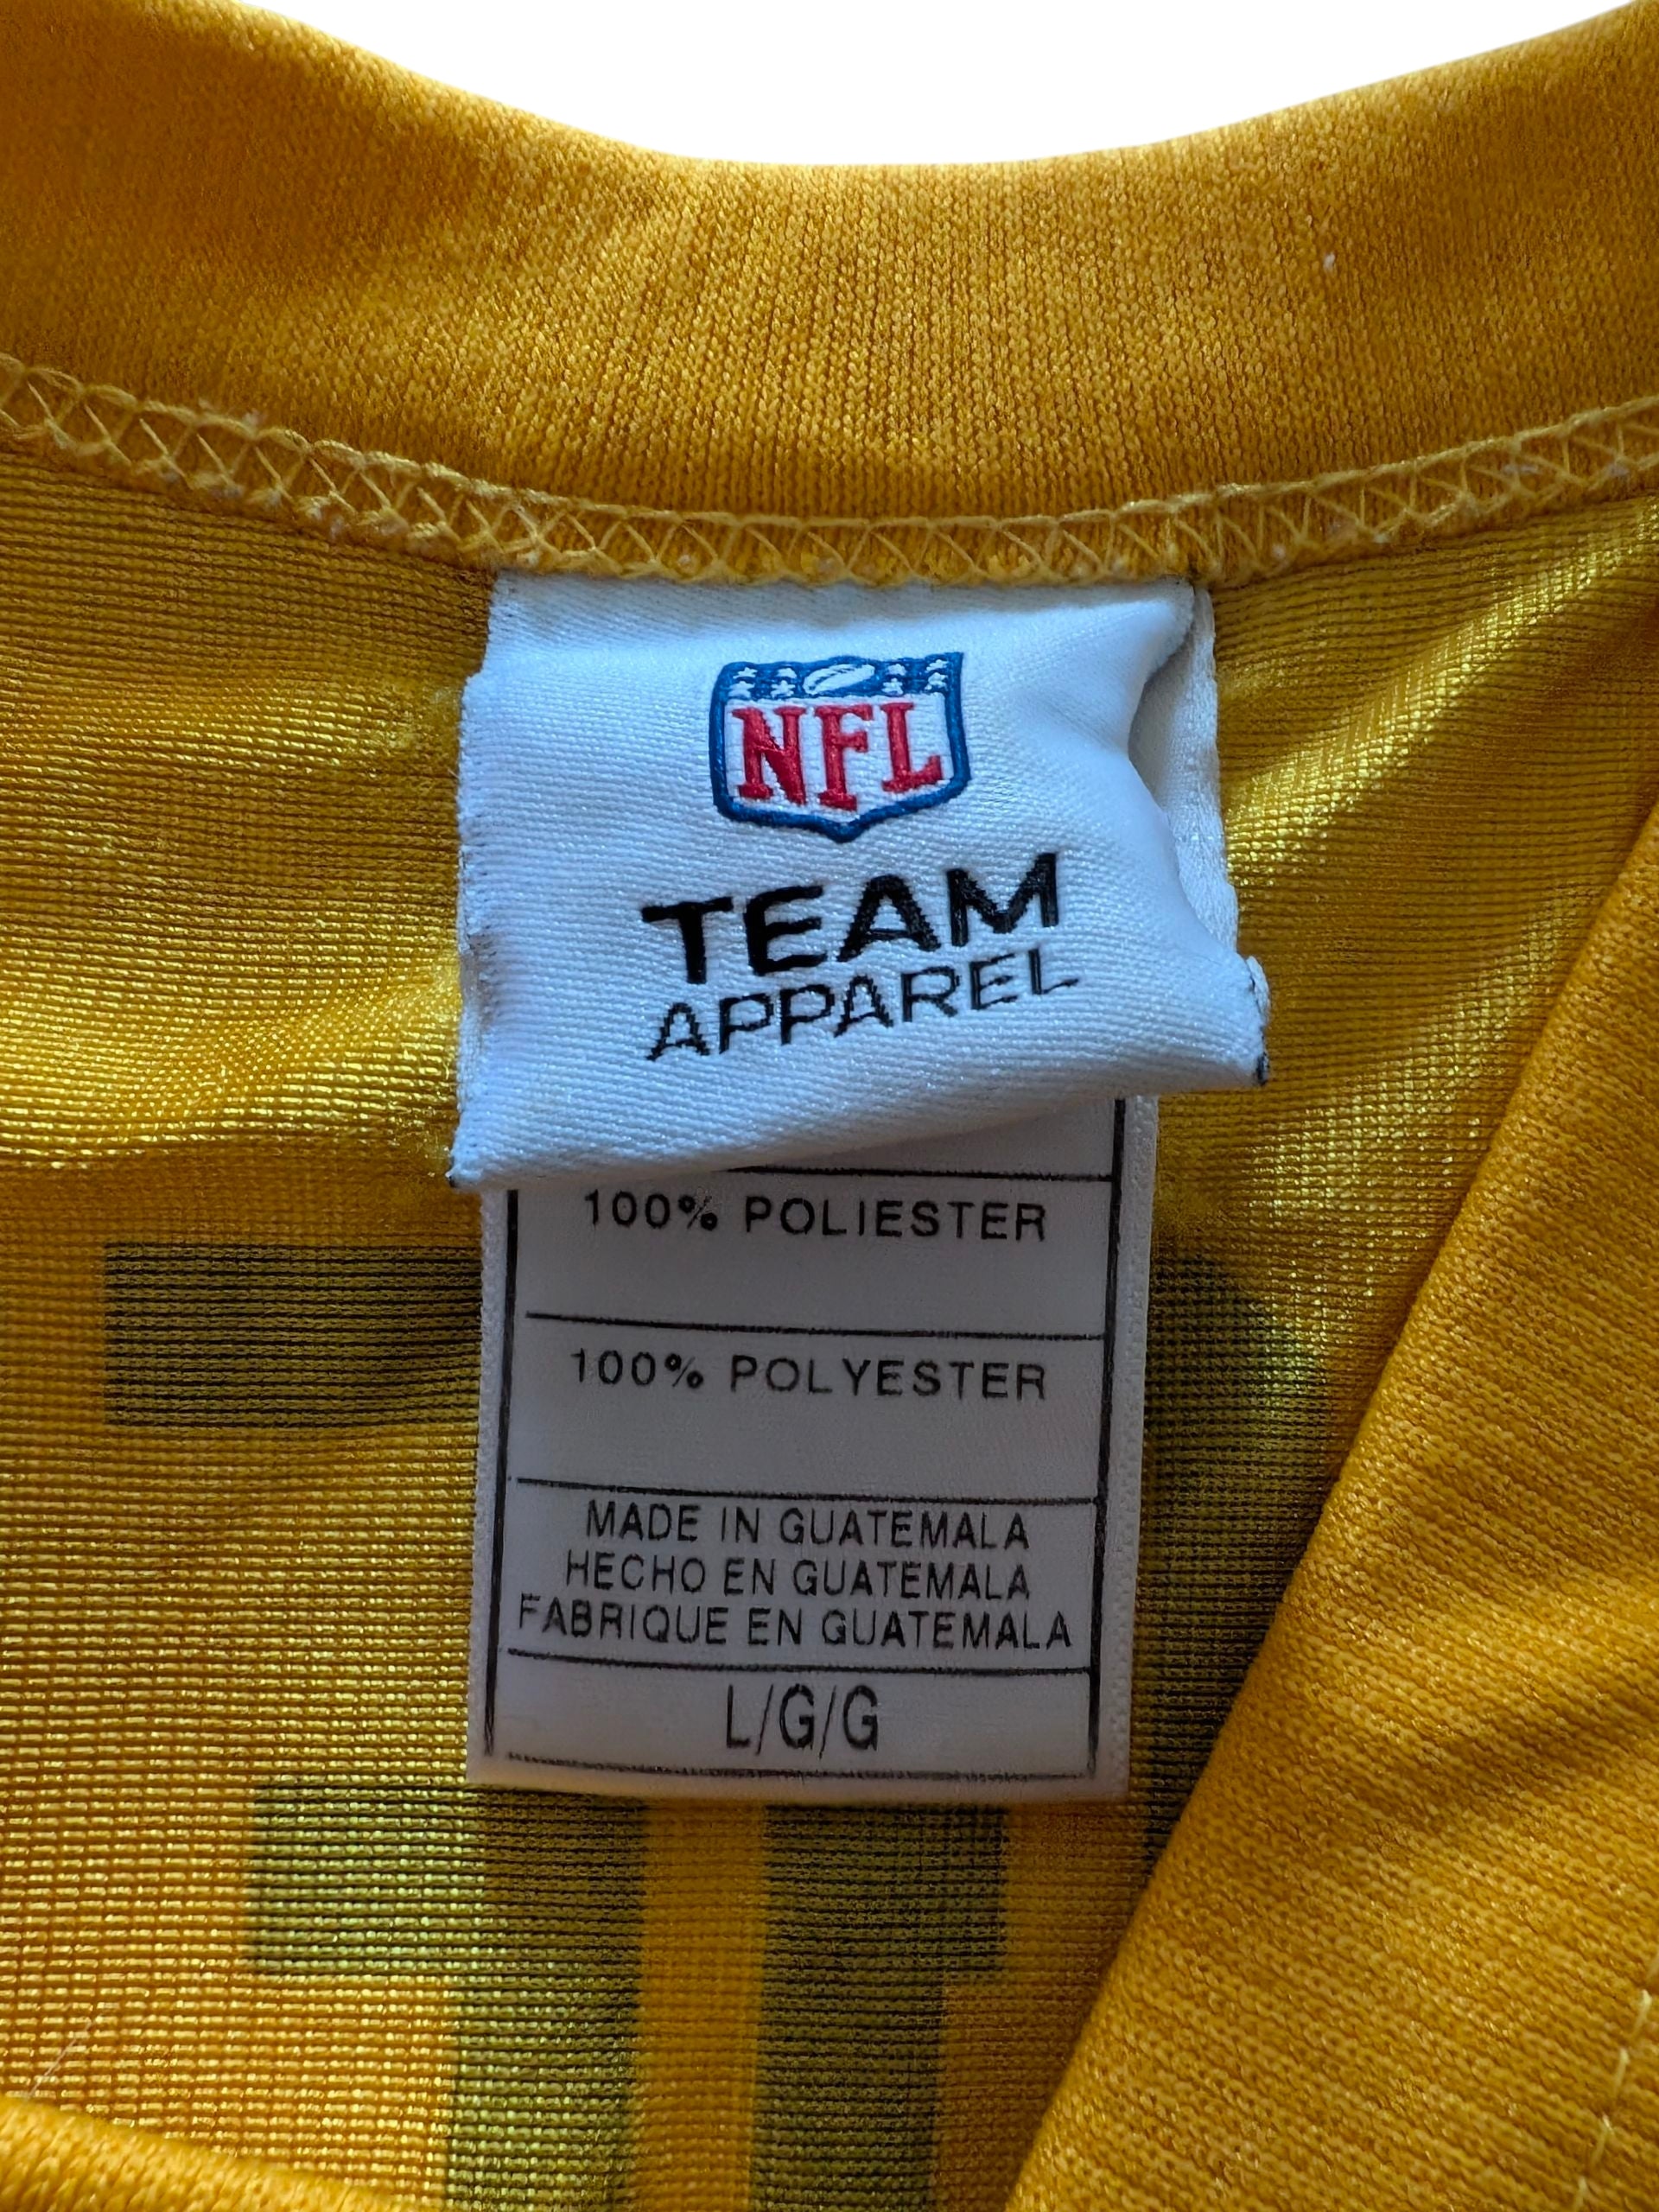 NFL
TEAM
APPAREL
100% POLIESTER
100% POLYESTER
MADE IN GUATEMALA
HECHO EN GUATEMALA
FABRIQUE EN GUATEMALA
L/G/G